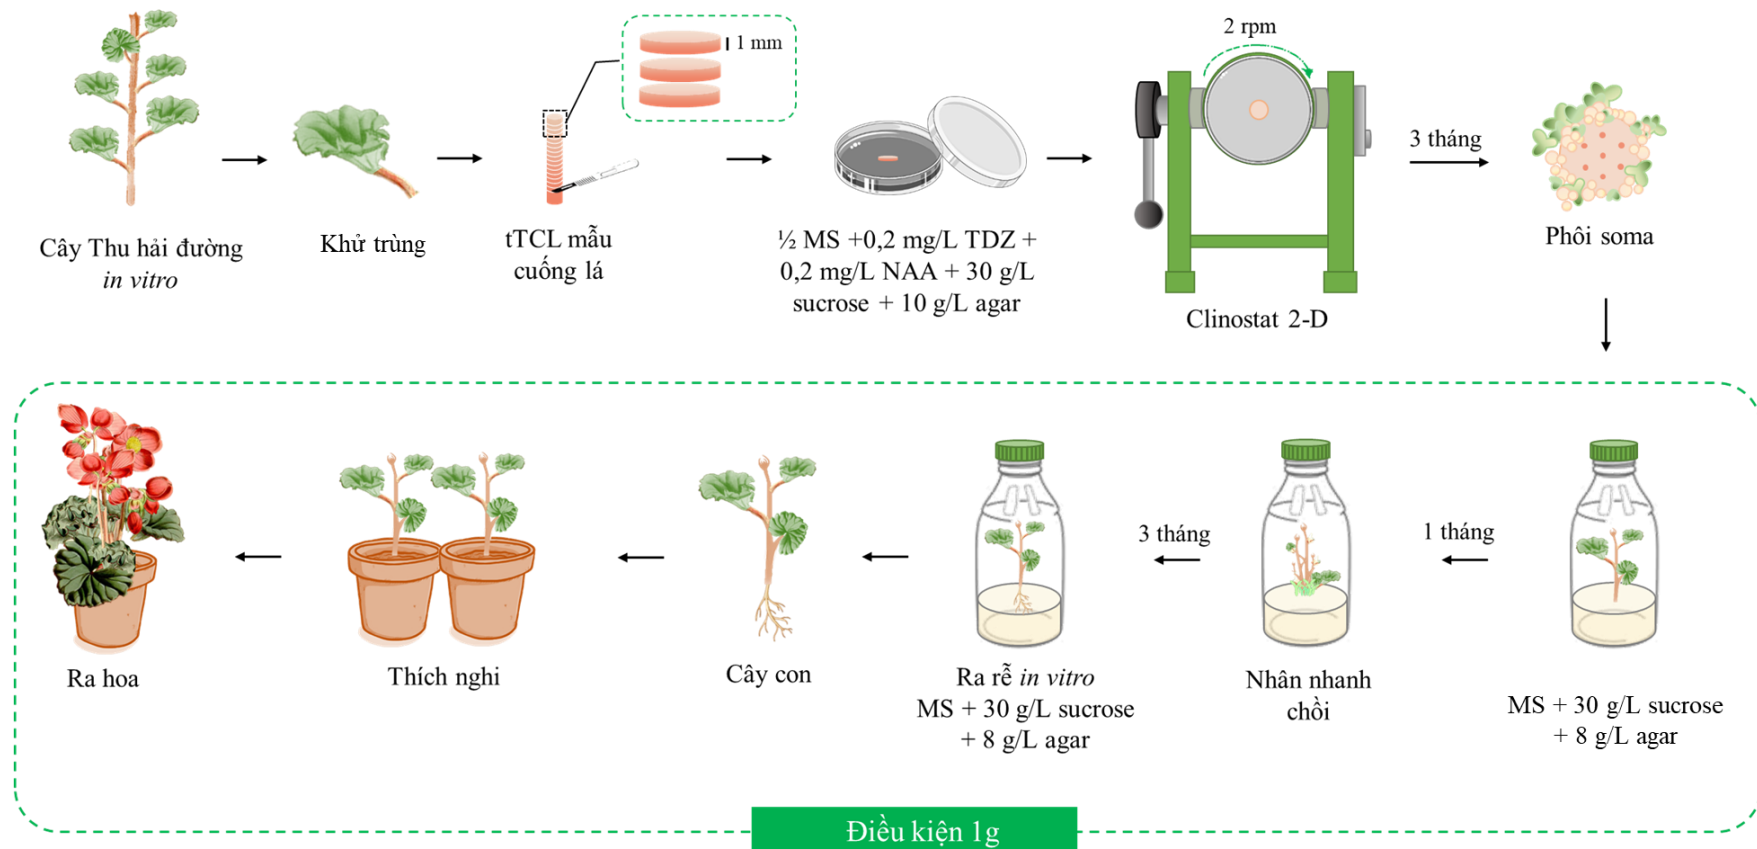 1 mm
2 rpm
3 tháng
Cây Thu hải đường
in vitro
Khử trùng
tTCL mẫu
cuống lá
½ MS +0,2 mg/L TDZ +
0,2 mg/L NAA + 30 g/L
sucrose + 10 g/L agar
Clinostat 2-D
Phôi soma
1 tháng
3 tháng
MS + 30 g/L sucrose
+ 8 g/L agar
Nhân nhanh
chồi
Ra rễ in vitro
MS + 30 g/L sucrose
+ 8 g/L agar
Cây con
Thích nghi
Ra hoa
Điều kiện 1g